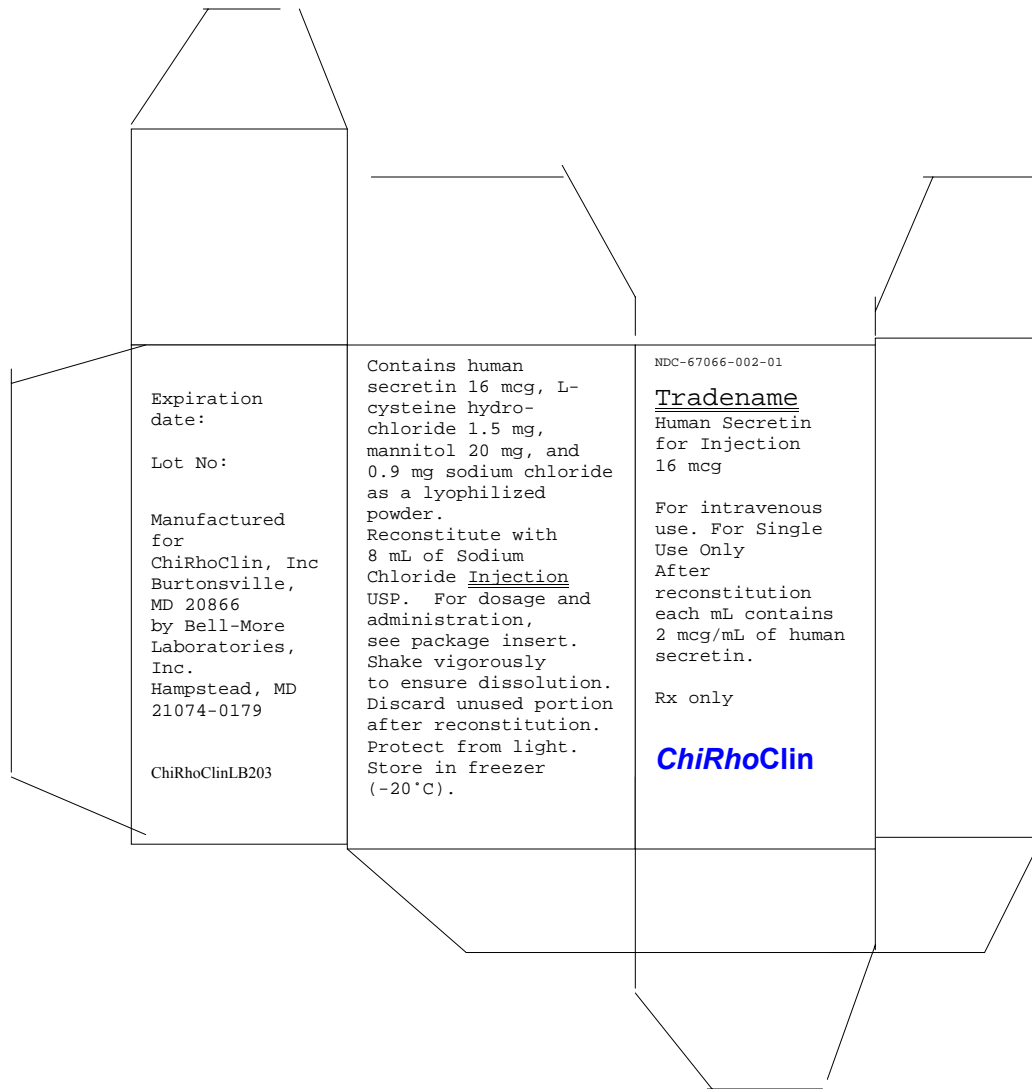 Expiration
date:
Lot No:
Manufactured
for
ChiRhoClin, Inc
Burtonsville,
MD 20866
by Bell-More
Laboratories,
Inc.
Hampstead, MD
21074-0179
ChiRhoClinLB203
Contains human
secretin 16 mcg, L-
cysteine hydro-
chloride 1.5 mg,
mannitol 20 mg, and
0.9 mg sodium chloride
as a lyophilized
powder.
Reconstitute with
8 mL of Sodium
Chloride Injection
USP.  For dosage and
administration,
see package insert.
Shake vigorously
to ensure dissolution.
Discard unused portion
after reconstitution.
Protect from light.
Store in freezer
(-20˚C).
NDC-67066-002-01
Tradename
Human Secretin
for Injection
16 mcg
For intravenous
use. For Single
Use Only
After
reconstitution
each mL contains
2 mcg/mL of human
secretin.
Rx only
ChiRhoClin